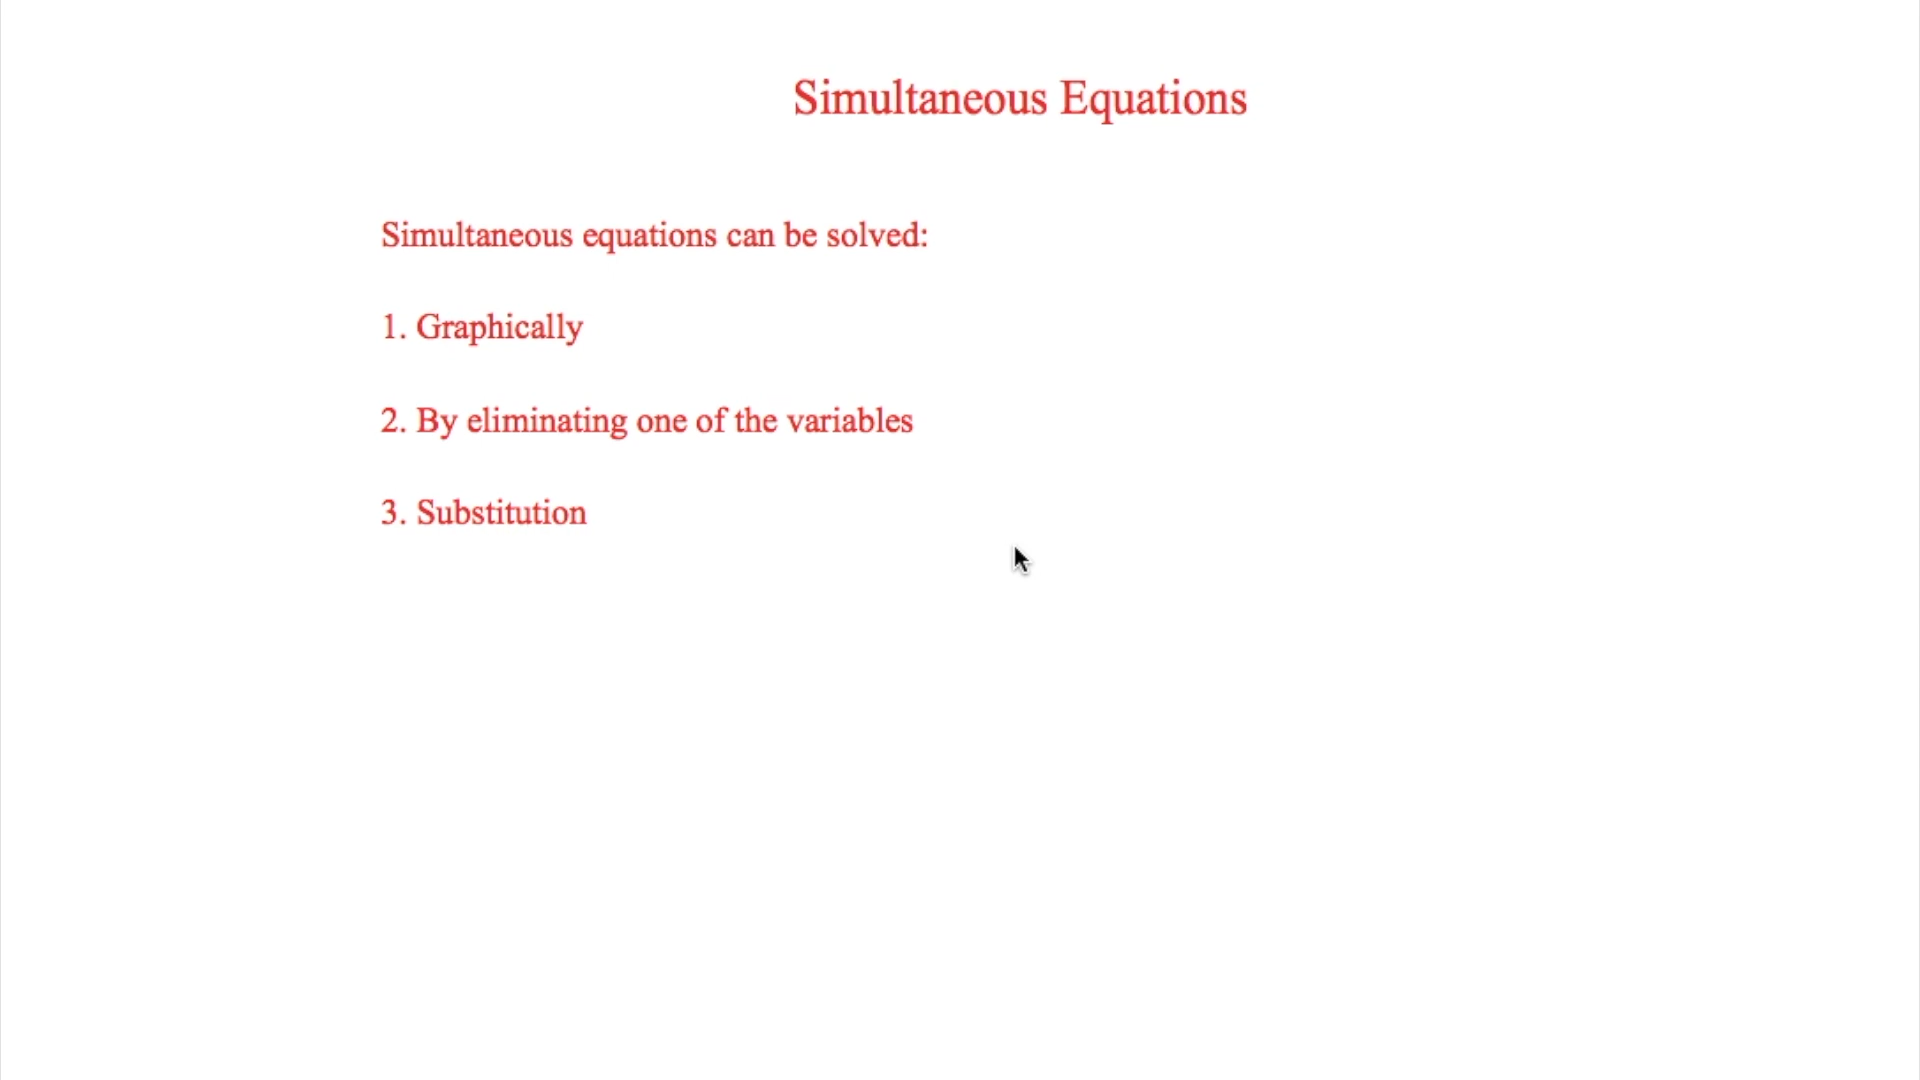 Simultaneous Equations
Simultaneous equations can be solved:
1. Graphically
2. By eliminating one of the variables
3. Substitution